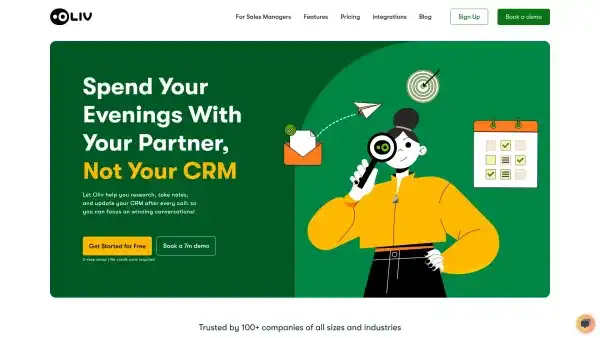 OLIV
For Sales Managers Features Pricing Integrations Blog Sign Up Book a demo
Spend Your
Evenings With
Your Partner,
Not Your CRM
Let Oliv help you research, take notes,
and update your CRM after every call: so
you can focus on winning conversations!
Get Started for Free
Book a 7m demo
setup | No credit card required
Trusted by 100+ companies of all sizes and industries